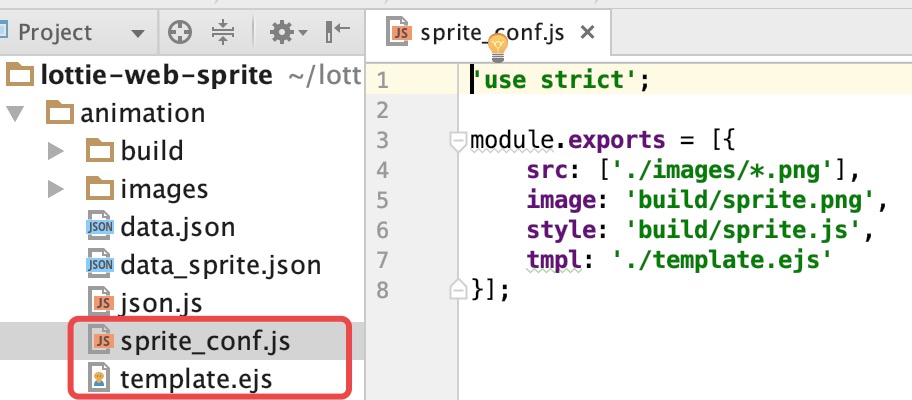 Project
sprite_conf.js
lottie-web-sprite ~/lott
animation
build
images
JSON data.json
JSON data_sprite.json
JS json.js
JS sprite_conf.js
template.ejs
1 'use strict';
2
3 module.exports = [{
4     src: ['./images/*.png'],
5     image: 'build/sprite.png',
6     style: 'build/sprite.js',
7     tmpl: './template.ejs'
8 }];